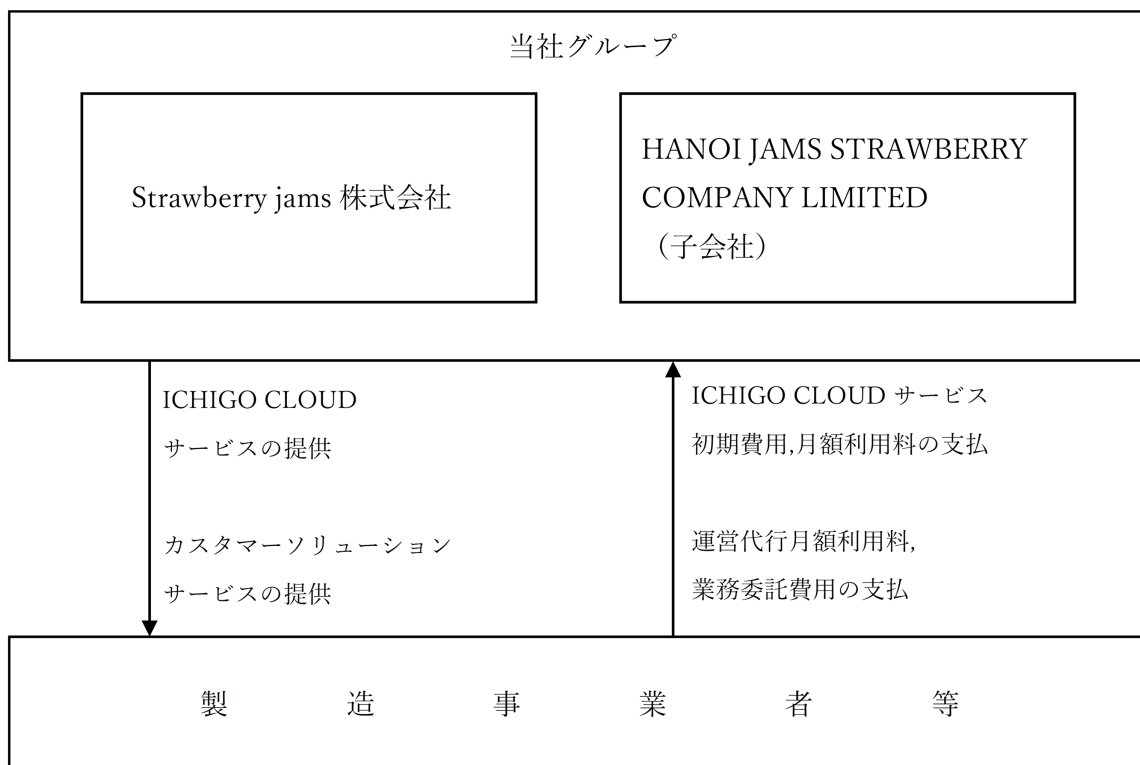 当社グループ
Strawberry jams 株式会社
HANOI JAMS STRAWBERRY
COMPANY LIMITED
（子会社）
ICHIGO CLOUD
サービスの提供
カスタマーソリューション
サービスの提供
ICHIGO CLOUD サービス
初期費用,月額利用料の支払
運営代行月額利用料,
業務委託費用の支払
製造事業者等